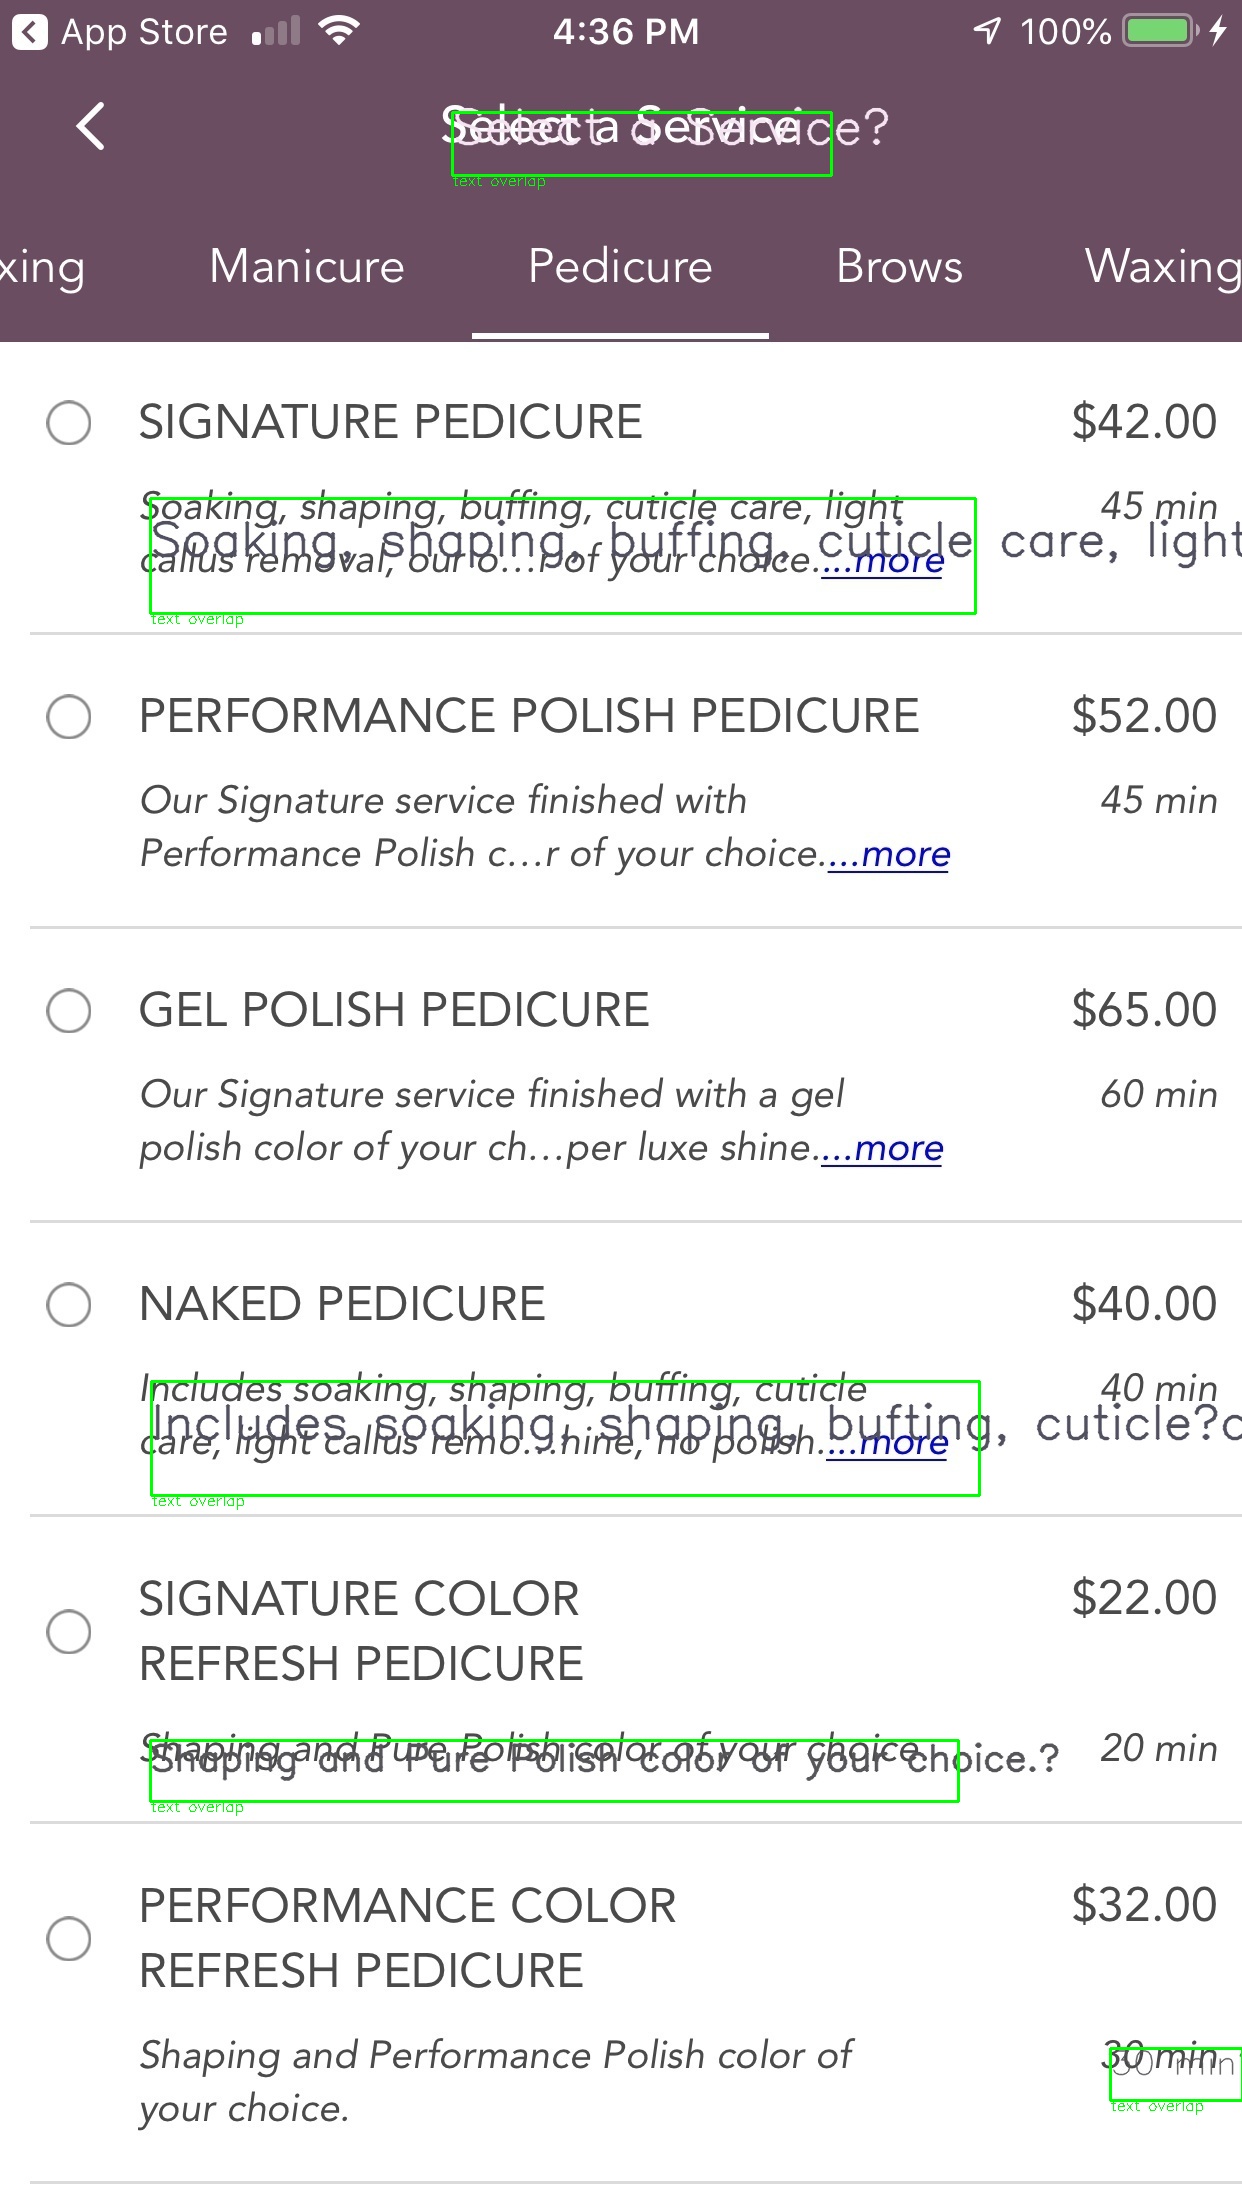 App Store 4:36 PM 100%
Select a Service
Select a Service?
text overlap
xing Manicure Pedicure Brows Waxing
SIGNATURE PEDICURE $42.00
Soaking, shaping, buffing, cuticle care, light 45 min
Soaking, shaping, buffing, cuticle care, light
callus removal, our o...r of your choice....more
text overlap
PERFORMANCE POLISH PEDICURE $52.00
Our Signature service finished with 45 min
Performance Polish c...r of your choice....more
GEL POLISH PEDICURE $65.00
Our Signature service finished with a gel 60 min
polish color of your ch...per luxe shine....more
NAKED PEDICURE $40.00
Includes soaking, shaping, buffing, cuticle 40 min
Includes soaking, shaping, buffing, cuticle?c
care, light callus remo...hine, no polish....more
text overlap
SIGNATURE COLOR $22.00
REFRESH PEDICURE
Shaping and Pure Polish color of your choice. 20 min
Shaping and Pure Polish color of your choice.?
text overlap
PERFORMANCE COLOR $32.00
REFRESH PEDICURE
Shaping and Performance Polish color of 30 min
30 min
your choice.
text overlap